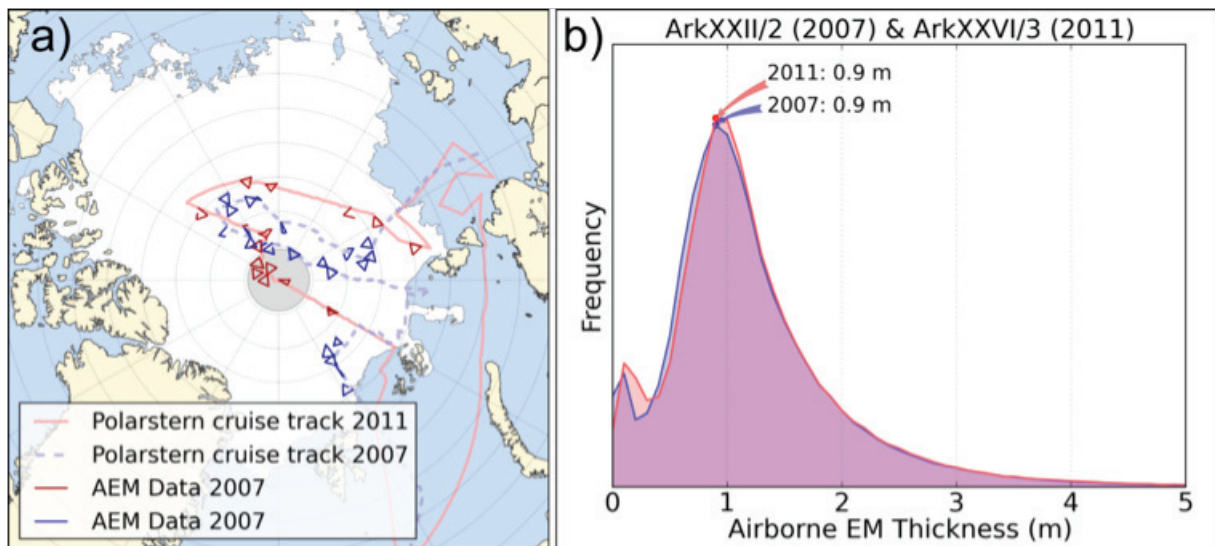 a)
Polarstern cruise track 2011
Polarstern cruise track 2007
AEM Data 2007
AEM Data 2007
b)
ArkXXII/2 (2007) & ArkXXVI/3 (2011)
2011: 0.9 m
2007: 0.9 m
Frequency
0 1 2 3 4 5
Airborne EM Thickness (m)